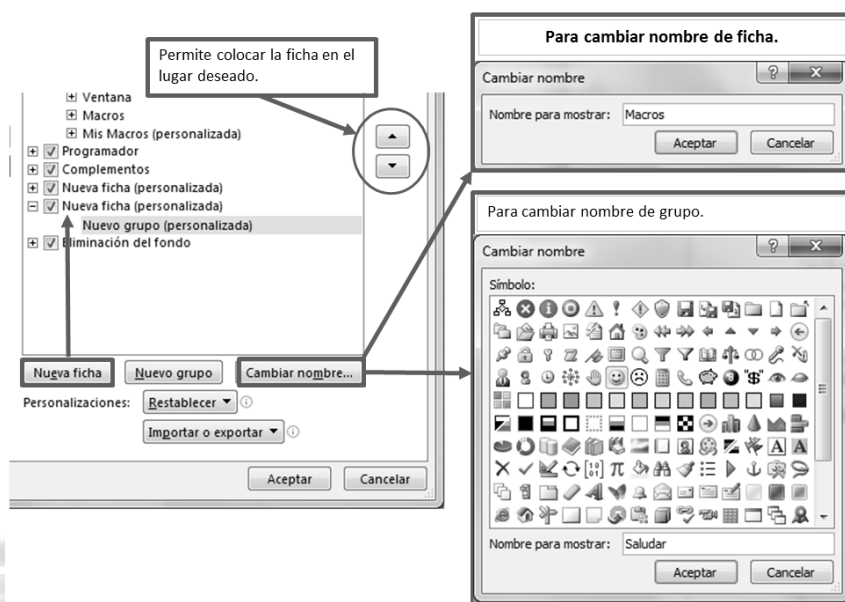 Permite colocar la ficha en el
lugar deseado.
Ventana
Macros
Mis Macros (personalizada)
Programador
Complementos
Nueva ficha (personalizada)
Nueva ficha (personalizada)
Nuevo grupo (personalizada)
Eliminación del fondo
Nueva ficha
Nuevo grupo
Cambiar nombre...
Personalizaciones:
Restablecer
Importar o exportar
Aceptar
Cancelar
Para cambiar nombre de ficha.
Cambiar nombre
Nombre para mostrar:
Macros
Aceptar
Cancelar
Para cambiar nombre de grupo.
Cambiar nombre
Símbolo:
Nombre para mostrar:
Saludar
Aceptar
Cancelar